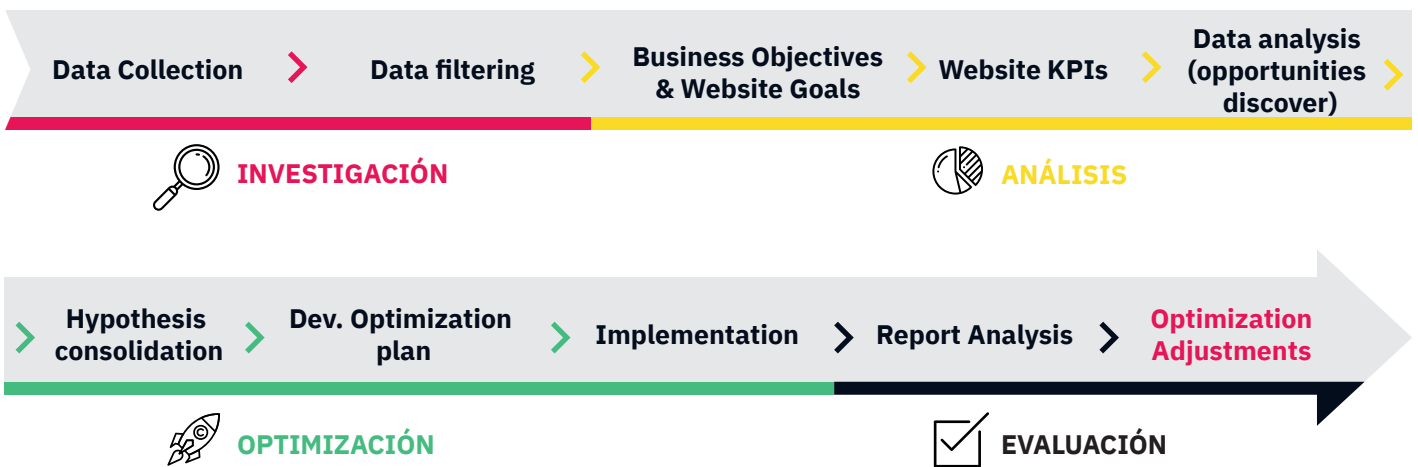 Data Collection
Data filtering
Business Objectives
& Website Goals
Website KPIs
Data analysis
(opportunities
discover)
INVESTIGACIÓN
ANÁLISIS
Hypothesis
consolidation
Dev. Optimization
plan
Implementation
Report Analysis
Optimization
Adjustments
OPTIMIZACIÓN
EVALUACIÓN